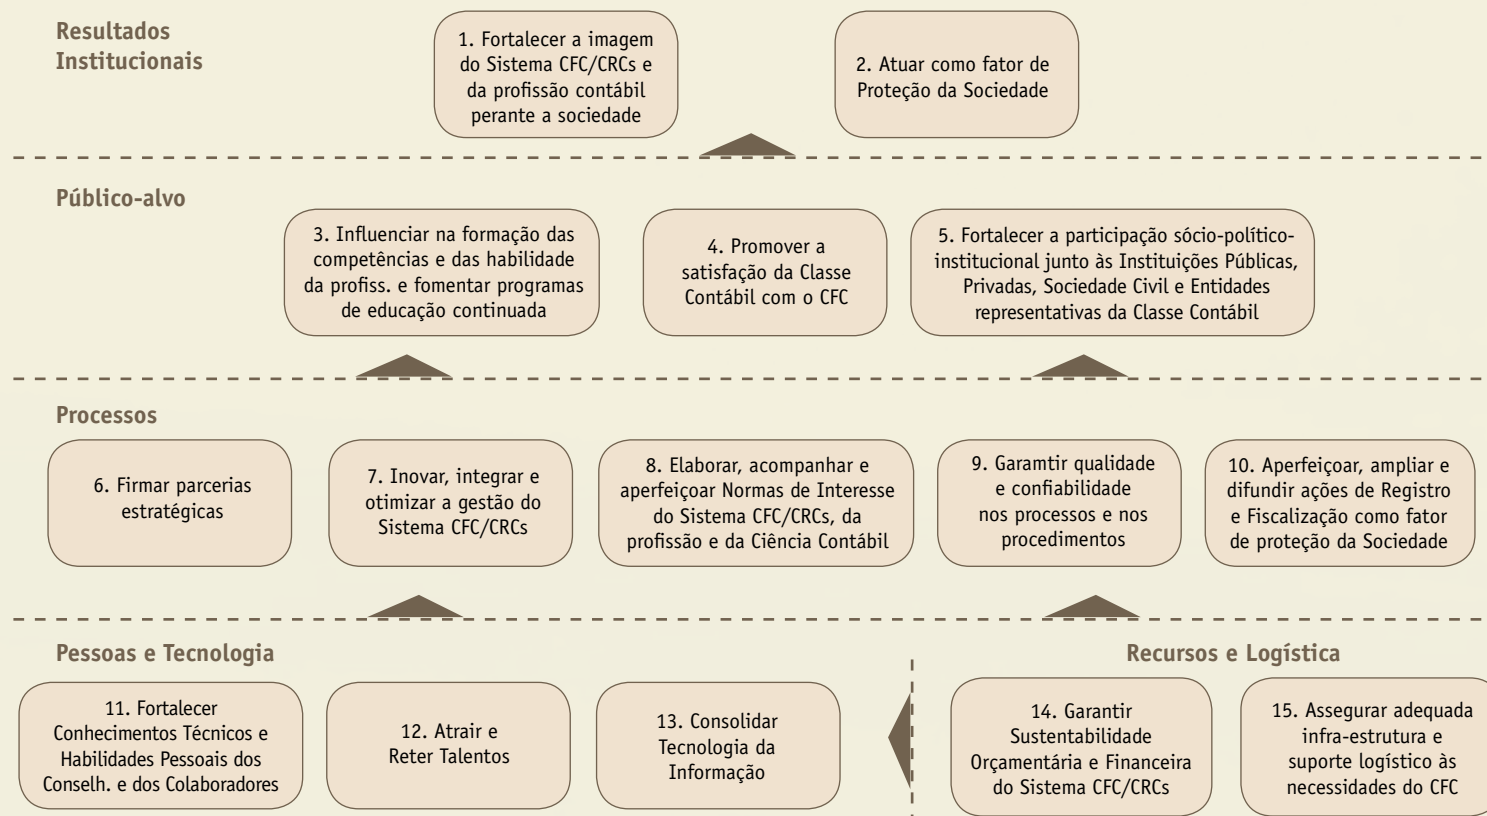 Resultados
Institucionais
1. Fortalecer a imagem
do Sistema CFC/CRCs e
da profissão contábil
perante a sociedade
2. Atuar como fator de
Proteção da Sociedade
Público-alvo
3. Influenciar na formação das
competências e das habilidade
da profiss. e fomentar programas
de educação continuada
4. Promover a
satisfação da Classe
Contábil com o CFC
5. Fortalecer a participação sócio-político-
institucional junto às Instituições Públicas,
Privadas, Sociedade Civil e Entidades
representativas da Classe Contábil
Processos
6. Firmar parcerias
estratégicas
7. Inovar, integrar e
otimizar a gestão do
Sistema CFC/CRCs
8. Elaborar, acompanhar e
aperfeiçoar Normas de Interesse
do Sistema CFC/CRCs, da
profissão e da Ciência Contábil
9. Garamtir qualidade
e confiabilidade
nos processos e nos
procedimentos
10. Aperfeiçoar, ampliar e
difundir ações de Registro
e Fiscalização como fator
de proteção da Sociedade
Pessoas e Tecnologia
11. Fortalecer
Conhecimentos Técnicos e
Habilidades Pessoais dos
Conselh. e dos Colaboradores
12. Atrair e
Reter Talentos
13. Consolidar
Tecnologia da
Informação
Recursos e Logística
14. Garantir
Sustentabilidade
Orçamentária e Financeira
do Sistema CFC/CRCs
15. Assegurar adequada
infra-estrutura e
suporte logístico às
necessidades do CFC